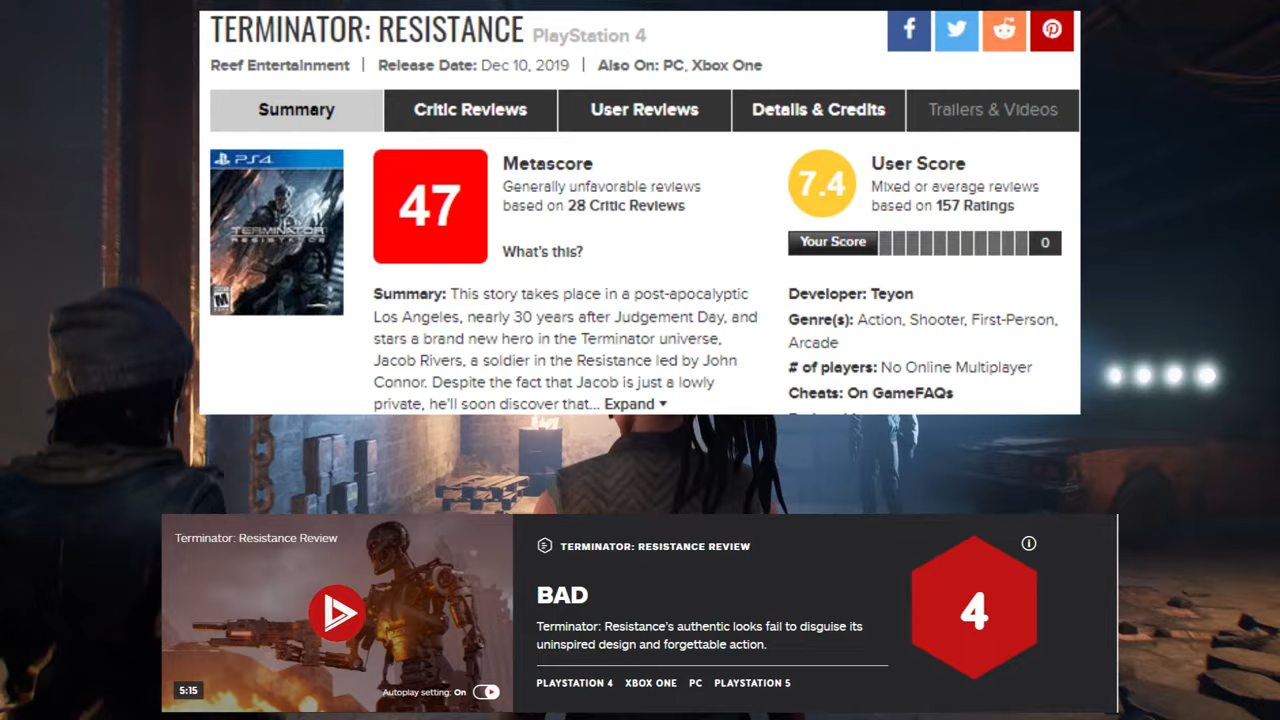 TERMINATOR: RESISTANCE PlayStation 4
Reef Entertainment | Release Date: Dec 10, 2019 | Also On: PC, Xbox One
Summary Critic Reviews User Reviews Details & Credits Trailers & Videos
PS4
TERMINATOR
RESISTANCE
M
47
Metascore
Generally unfavorable reviews
based on 28 Critic Reviews
What's this?
7.4
User Score
Mixed or average reviews
based on 157 Ratings
Your Score 0
Summary: This story takes place in a post-apocalyptic
Los Angeles, nearly 30 years after Judgement Day, and
stars a brand new hero in the Terminator universe,
Jacob Rivers, a soldier in the Resistance led by John
Connor. Despite the fact that Jacob is just a lowly
private, he'll soon discover that... Expand
Developer: Teyon
Genre(s): Action, Shooter, First-Person,
Arcade
# of players: No Online Multiplayer
Cheats: On GameFAQs
Terminator: Resistance Review
5:15
Autoplay setting: On
TERMINATOR: RESISTANCE REVIEW
BAD
Terminator: Resistance's authentic looks fail to disguise its
uninspired design and forgettable action.
PLAYSTATION 4 XBOX ONE PC PLAYSTATION 5
4